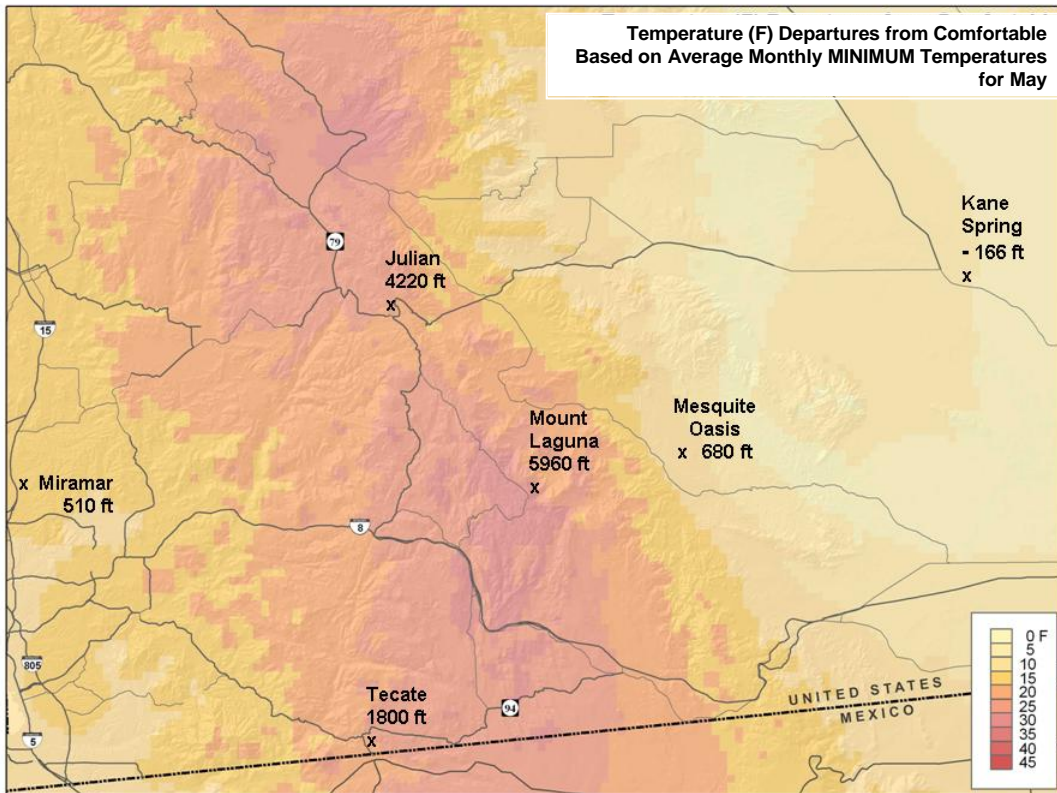 Temperature (F) Departures from Comfortable
Based on Average Monthly MINIMUM Temperatures
for May
Kane
Spring
- 166 ft
x
79
Julian
4220 ft
x
15
Mount
Laguna
5960 ft
x
Mesquite
Oasis
x 680 ft
x Miramar
510 ft
8
805
Tecate
1800 ft
x
94
5
UNITED STATES
MEXICO
0 F
5
10
15
20
25
30
35
40
45